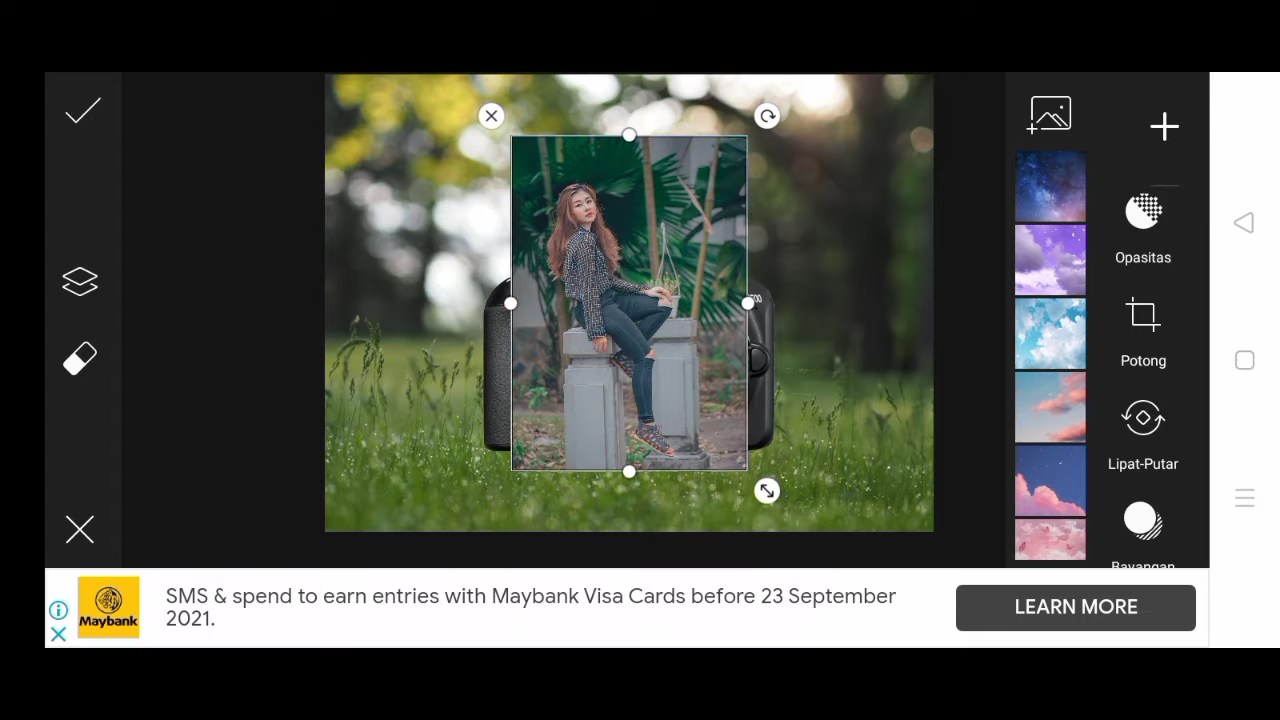 Opasitas
Potong
Lipat-Putar
Bayangan
Maybank
SMS & spend to earn entries with Maybank Visa Cards before 23 September
2021.
LEARN MORE